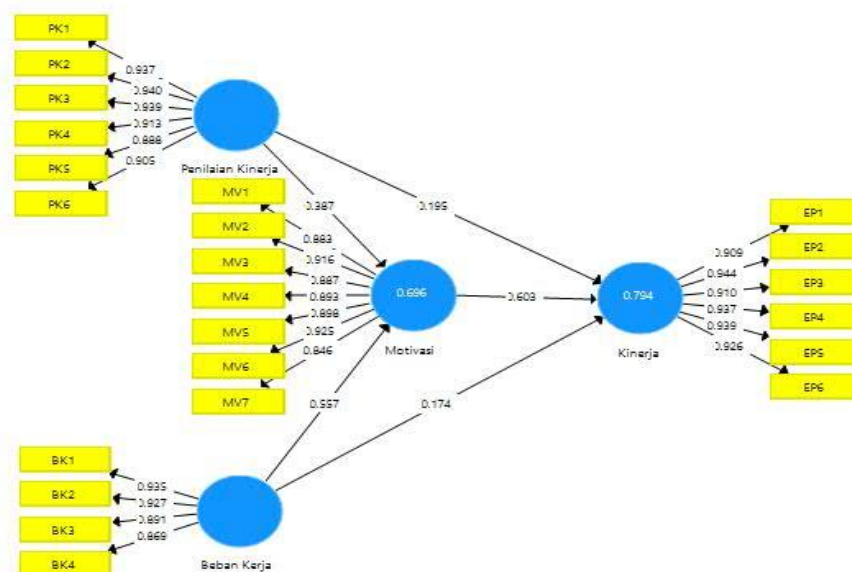 PK1
PK2
PK3
PK4
PK5
PK6
0.937
0.940
0.939
0.913
0.888
0.905
Penilaian Kinerja
0.387
0.195
MV1
MV2
MV3
MV4
MV5
MV6
MV7
0.883
0.916
0.887
0.893
0.898
0.925
0.846
0.696
Motivasi
0.603
0.794
Kinerja
0.909
0.944
0.910
0.937
0.939
0.926
EP1
EP2
EP3
EP4
EP5
EP6
0.557
0.174
BK1
BK2
BK3
BK4
0.935
0.927
0.891
0.869
Beban Kerja